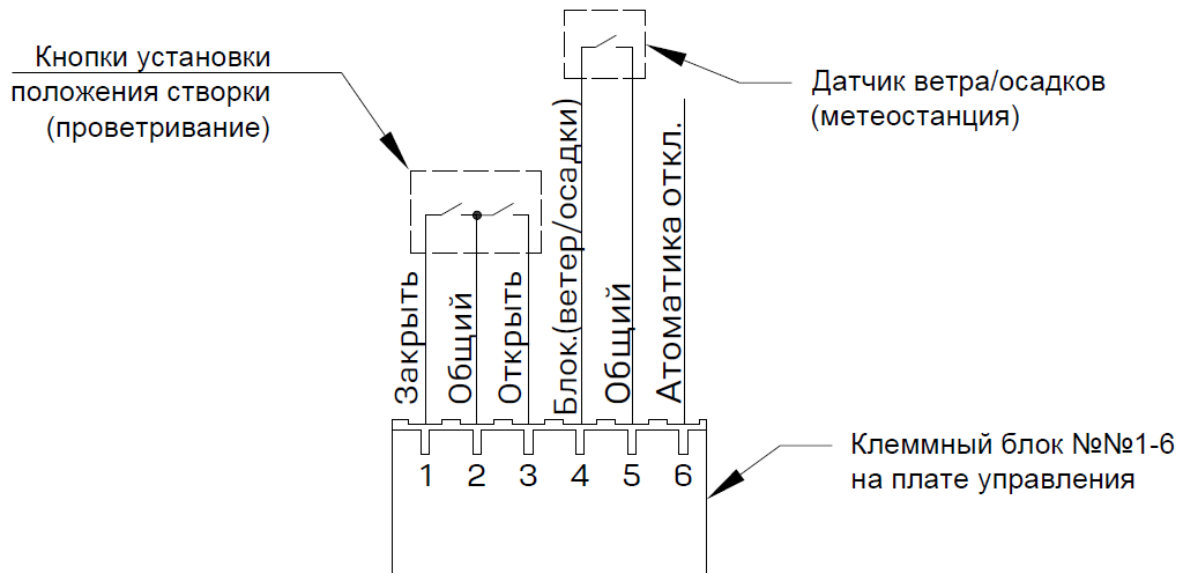 Кнопки установки
положения створки
(проветривание)
Датчик ветра/осадков
(метеостанция)
Закрыть
Общий
Открыть
Блок.(ветер/осадки)
Общий
Атоматика откл.
1 2 3 4 5 6
Клеммный блок №№1-6
на плате управления